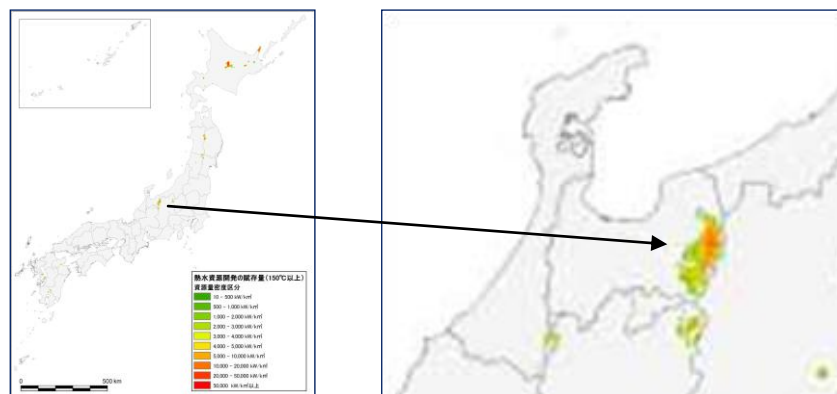 熱水資源開発の賦存量(150℃以上)
資源量密度区分
10 - 500 kW/k㎡
500 - 1,000 kW/k㎡
1,000 - 2,000 kW/k㎡
2,000 - 3,000 kW/k㎡
3,000 - 4,000 kW/k㎡
4,000 - 5,000 kW/k㎡
5,000 - 10,000 kW/k㎡
10,000 - 20,000 kW/k㎡
20,000 - 50,000 kW/k㎡
50,000 kW/k㎡以上
0
500 km